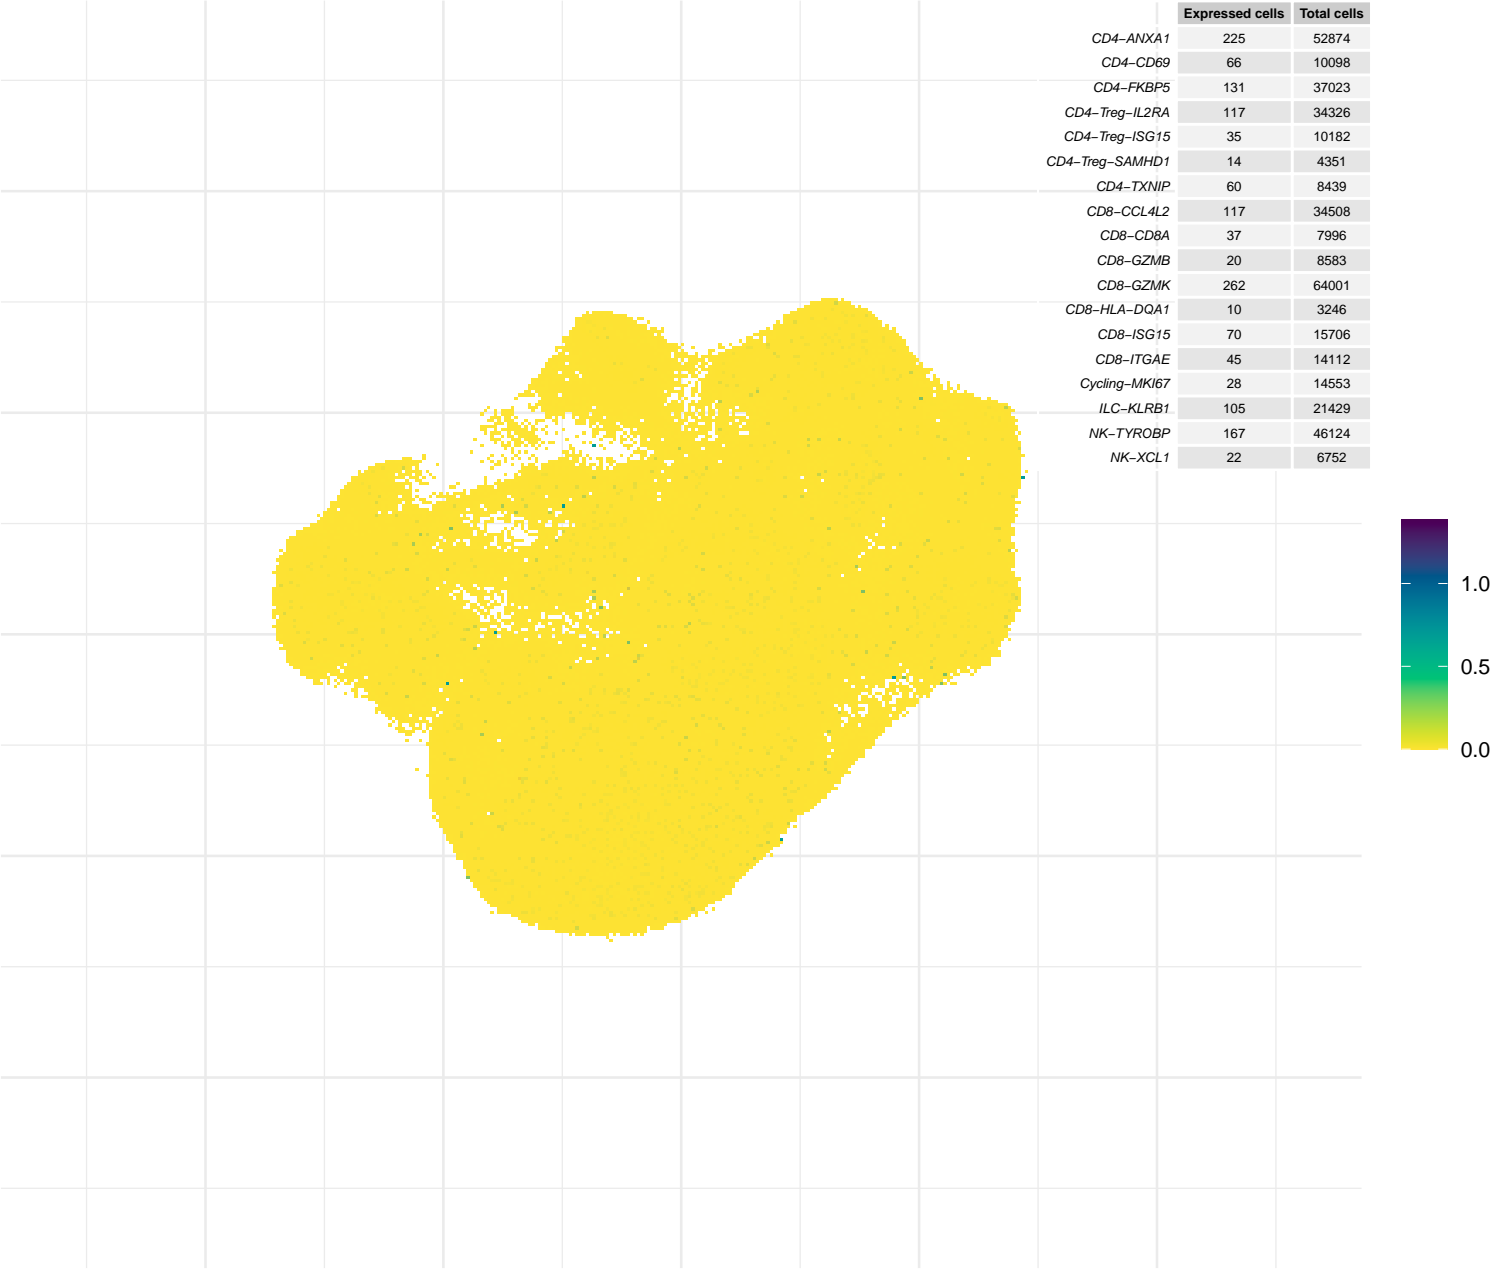 Expressed cells Total cells
CD4−ANXA1 225 52874
CD4−CD69 66 10098
CD4−FKBP5 131 37023
CD4−Treg−IL2RA 117 34326
CD4−Treg−ISG15 35 10182
CD4−Treg−SAMHD1 14 4351
CD4−TXNIP 60 8439
CD8−CCL4L2 117 34508
CD8−CD8A 37 7996
CD8−GZMB 20 8583
CD8−GZMK 262 64001
CD8−HLA−DQA1 10 3246
CD8−ISG15 70 15706
CD8−ITGAE 45 14112
Cycling−MKI67 28 14553
ILC−KLRB1 105 21429
NK−TYROBP 167 46124
NK−XCL1 22 6752
1.0
0.5
0.0